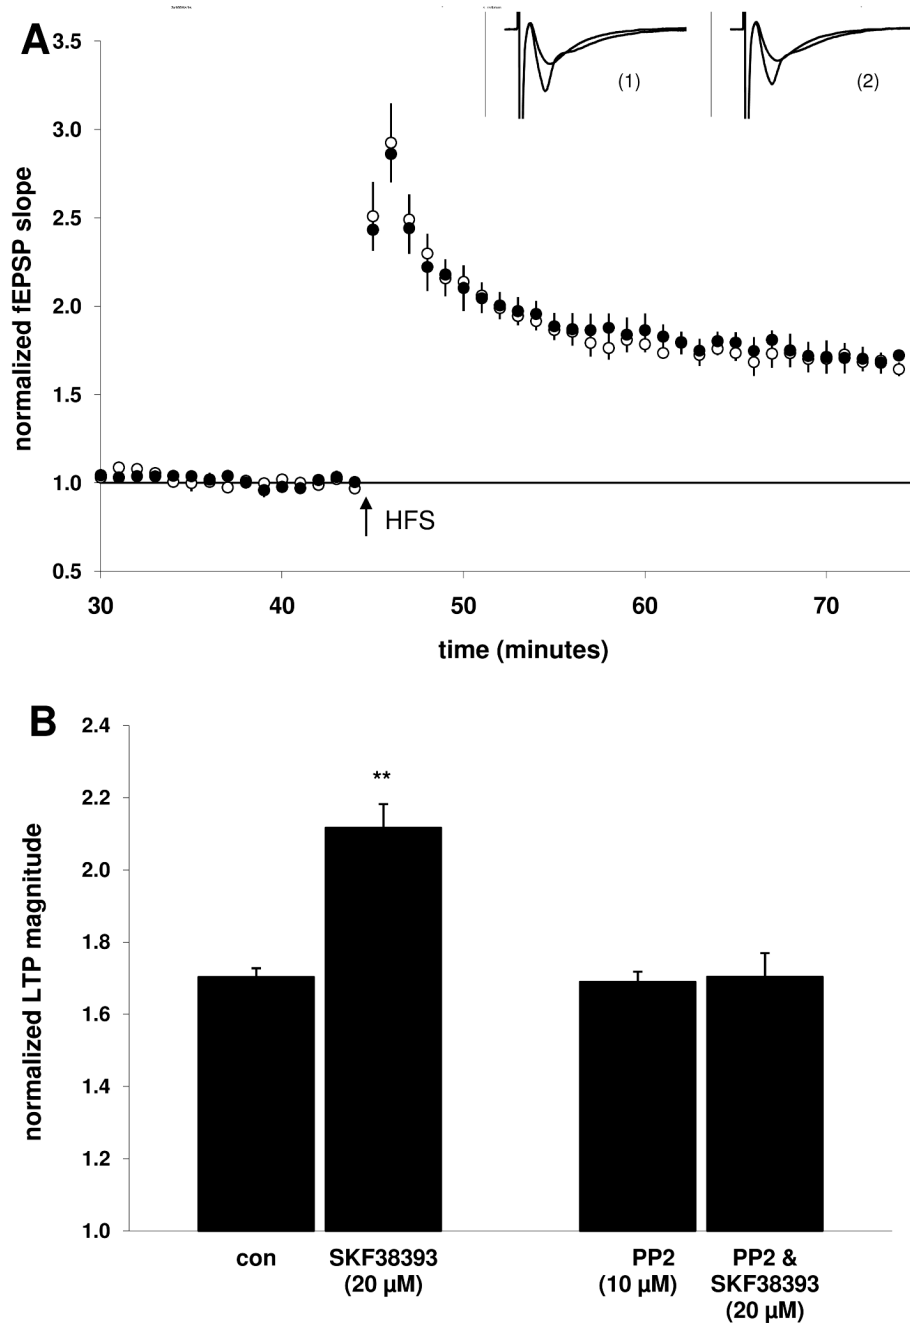 A
3.5
3.0
2.5
2.0
1.5
1.0
0.5
normalized fEPSP slope
(1)
(2)
HFS
30 40 50 60 70
time (minutes)
B
2.4
2.2
2.0
1.8
1.6
1.4
1.2
1.0
normalized LTP magnitude
**
con SKF38393 PP2 PP2 &
(20 µM) (10 µM) SKF38393
(20 µM)